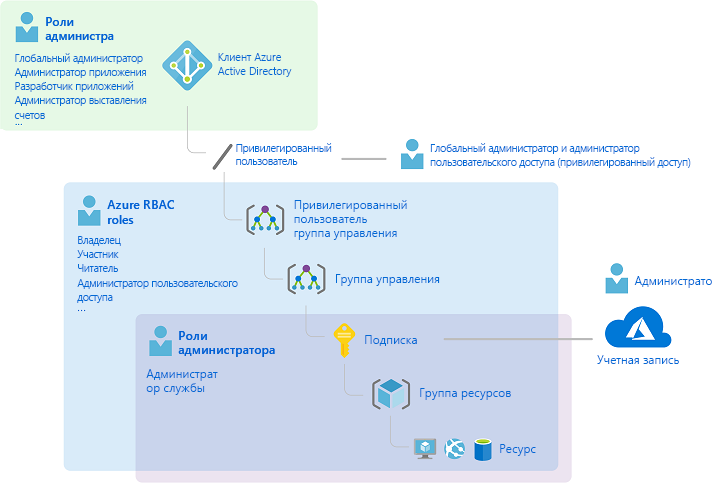 Роли
администра
Глобальный администратор
Администратор приложения
Разработчик приложений
Администратор выставления
счетов
...
Клиент Azure
Active Directory
Привилегированный
пользователь
Глобальный администратор и администратор
пользовательского доступа (привилегированный доступ)
Azure RBAC
roles
Владелец
Участник
Читатель
Администратор пользовательского
доступа
...
Привилегированный
пользователь
группа управления
Группа управления
Администрато
Роли
администратора
Администрат
ор службы
Подписка
Учетная запись
Группа ресурсов
Ресурс